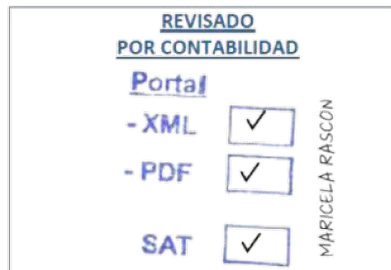 REVISADO
POR CONTABILIDAD
Portal
- XML ✓
- PDF ✓
SAT ✓
MARICELA RASCON